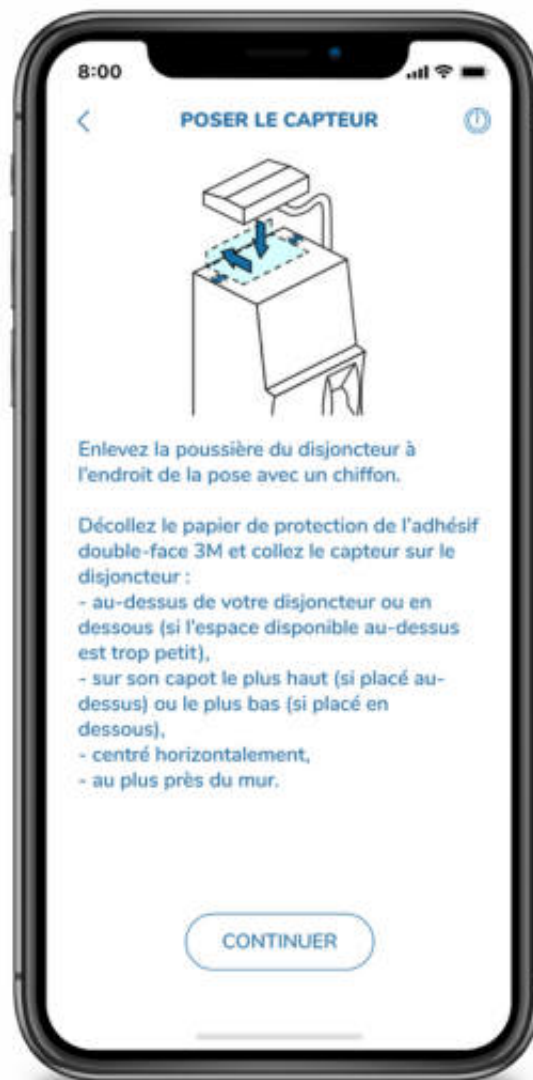 8:00
POSER LE CAPTEUR
Enlevez la poussière du disjoncteur à
l'endroit de la pose avec un chiffon.
Décollez le papier de protection de l'adhésif
double-face 3M et collez le capteur sur le
disjoncteur :
- au-dessus de votre disjoncteur ou en
dessous (si l'espace disponible au-dessus
est trop petit),
- sur son capot le plus haut (si placé au-
dessus) ou le plus bas (si placé en
dessous),
- centré horizontalement,
- au plus près du mur.
CONTINUER